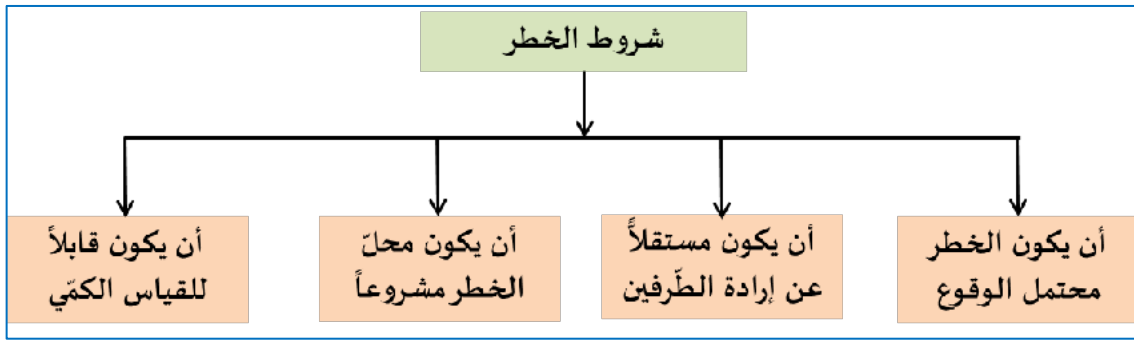 شروط الخطر
أن يكون الخطر
محتمل الوقوع
أن يكون مستقلاًّ
عن إرادة الطّرفين
أن يكون محلّ
الخطر مشروعاً
أن يكون قابلاً
للقياس الكمّي